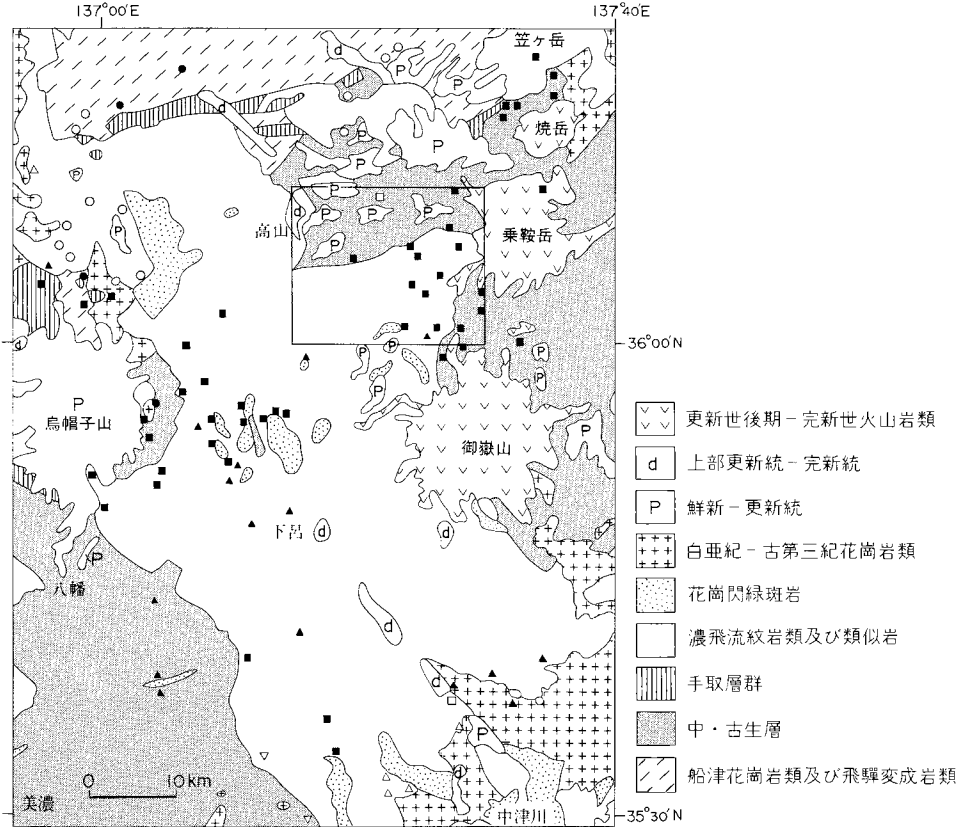 137°00′E
137°40′E
笠ヶ岳
d
P
P
P
d
焼岳
P
P
P
P
P
d
P
P
P
高山
乗鞍岳
P
P
36°00′N
d
P
P
P
P
P
烏帽子山
御嶽山
P
更新世後期-完新世火山岩類
d 上部更新統-完新統
P 鮮新-更新統
白亜紀-古第三紀花崗岩類
花崗閃緑斑岩
濃飛流紋岩類及び類似岩
手取層群
中・古生層
船津花崗岩類及び飛驒変成岩類
下呂
d
d
P
八幡
d
d
P
d
0 10km
美濃
中津川
35°30′N